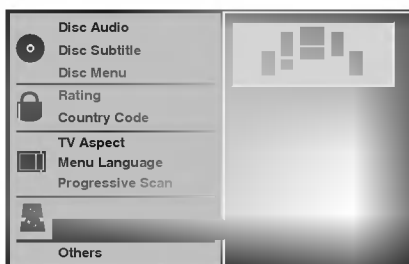 Disc Audio
Disc Subtitle
Disc Menu
Rating
Country Code
TV Aspect
Menu Language
Progressive Scan
Others